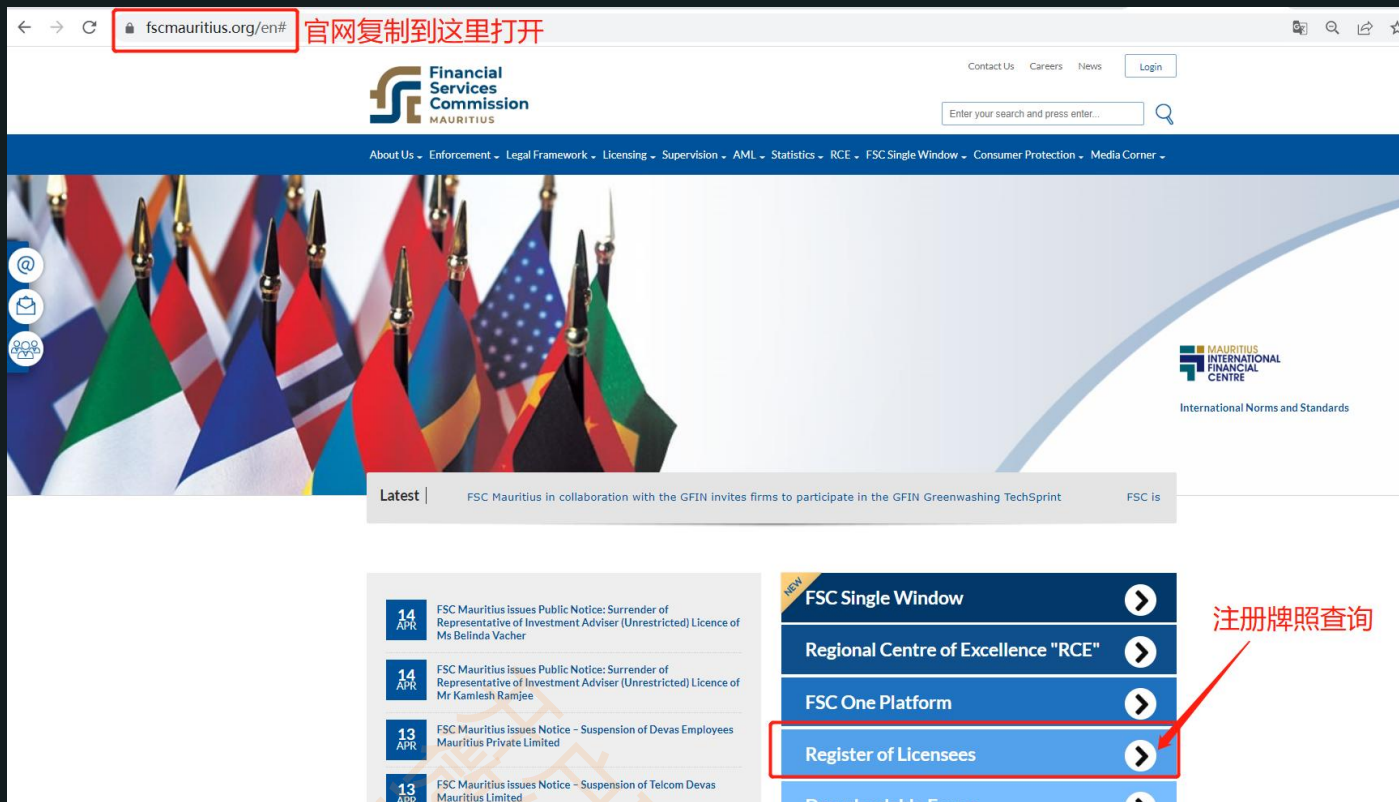 fscmauritius.org/en#
官网复制到这里打开
Financial
Services
Commission
MAURITIUS
Contact Us Careers News Login
Enter your search and press enter...
About Us Enforcement Legal Framework Licensing Supervision AML Statistics RCE FSC Single Window Consumer Protection Media Corner
@
MAURITIUS
INTERNATIONAL
FINANCIAL
CENTRE
International Norms and Standards
Latest
FSC Mauritius in collaboration with the GFIN invites firms to participate in the GFIN Greenwashing TechSprint
FSC is
14
APR
FSC Mauritius issues Public Notice: Surrender of
Representative of Investment Adviser (Unrestricted) Licence of
Ms Belinda Vacher
14
APR
FSC Mauritius issues Public Notice: Surrender of
Representative of Investment Adviser (Unrestricted) Licence of
Mr Kamlesh Ramjee
13
APR
FSC Mauritius issues Notice – Suspension of Devas Employees
Mauritius Private Limited
13
APR
FSC Mauritius issues Notice – Suspension of Telcom Devas
Mauritius Limited
NEW
FSC Single Window
Regional Centre of Excellence "RCE"
FSC One Platform
Register of Licensees
注册牌照查询